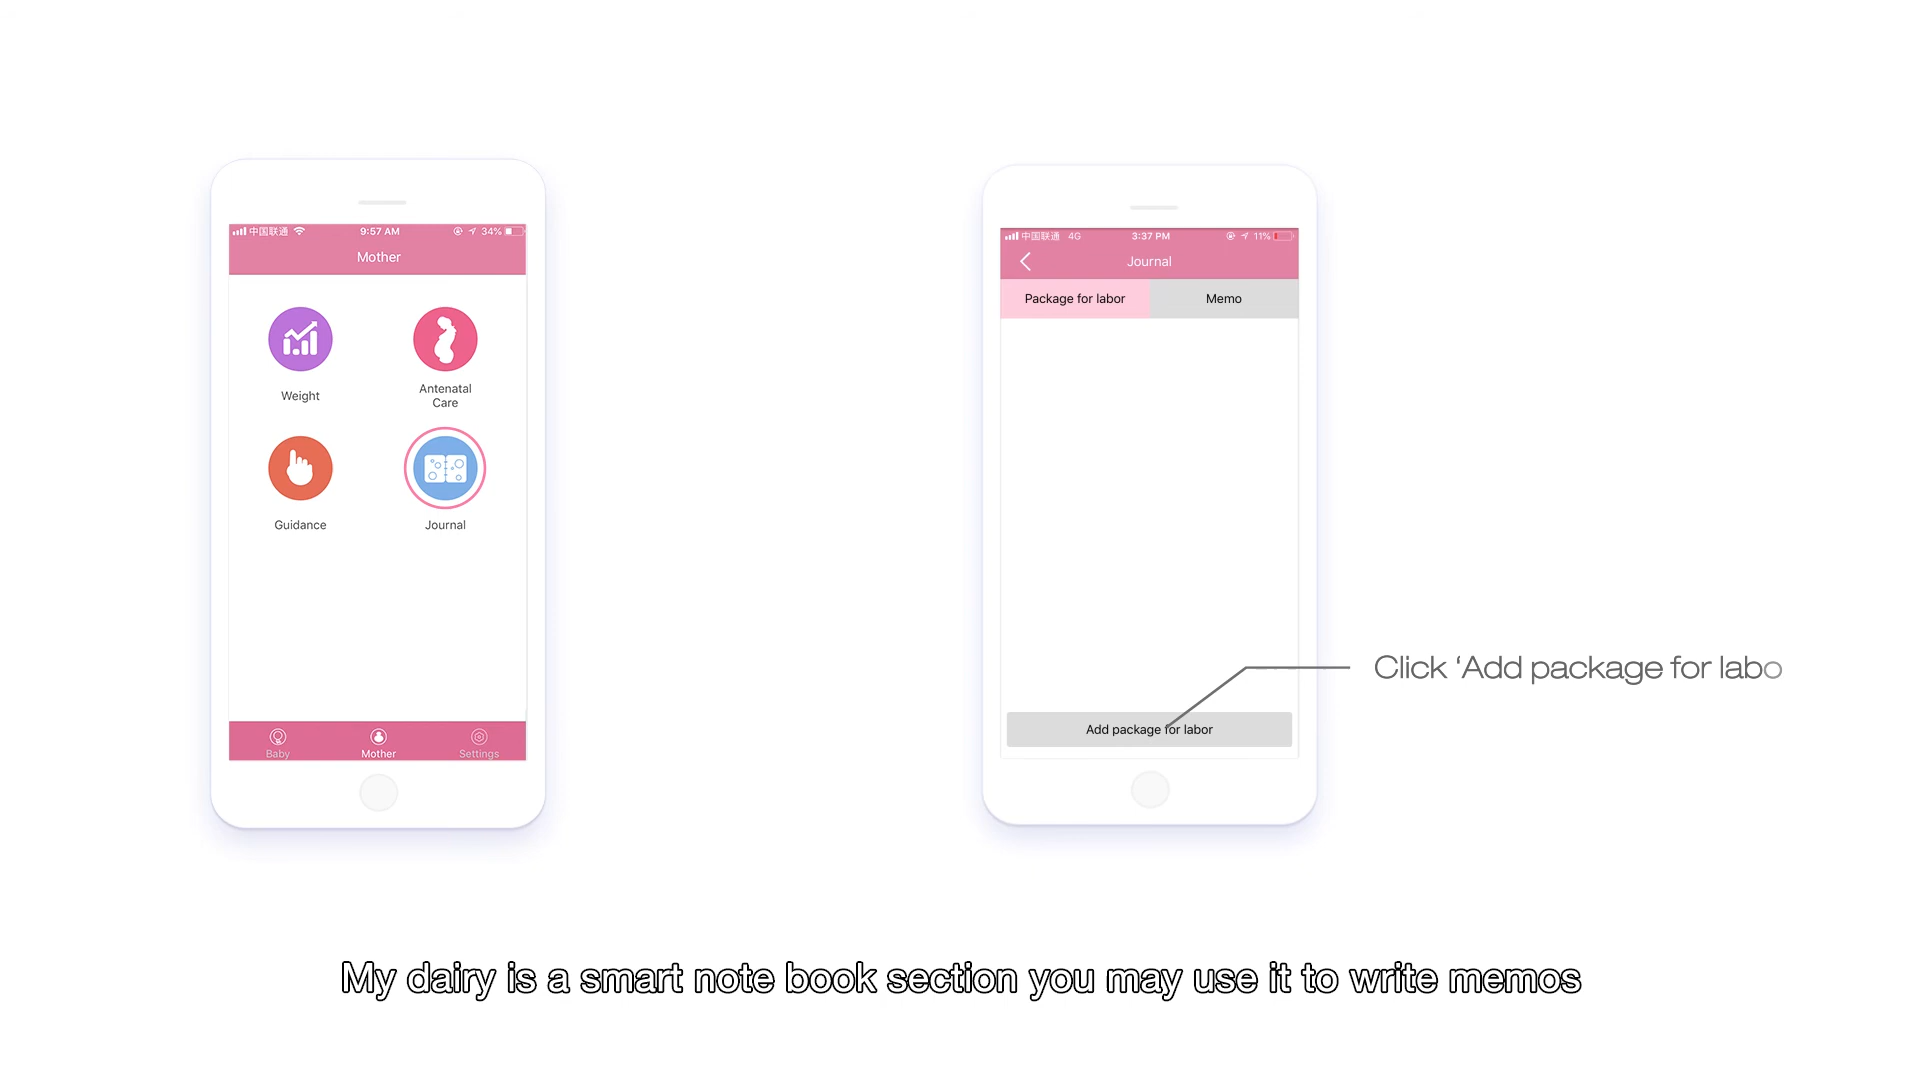 中国联通 9:57 AM 34%
Mother
Weight
Antenatal
Care
Guidance
Journal
Baby Mother Settings
中国联通 4G 3:37 PM 11%
Journal
Package for labor Memo
Add package for labor
Click ‘Add package for labo
My dairy is a smart note book section you may use it to write memos